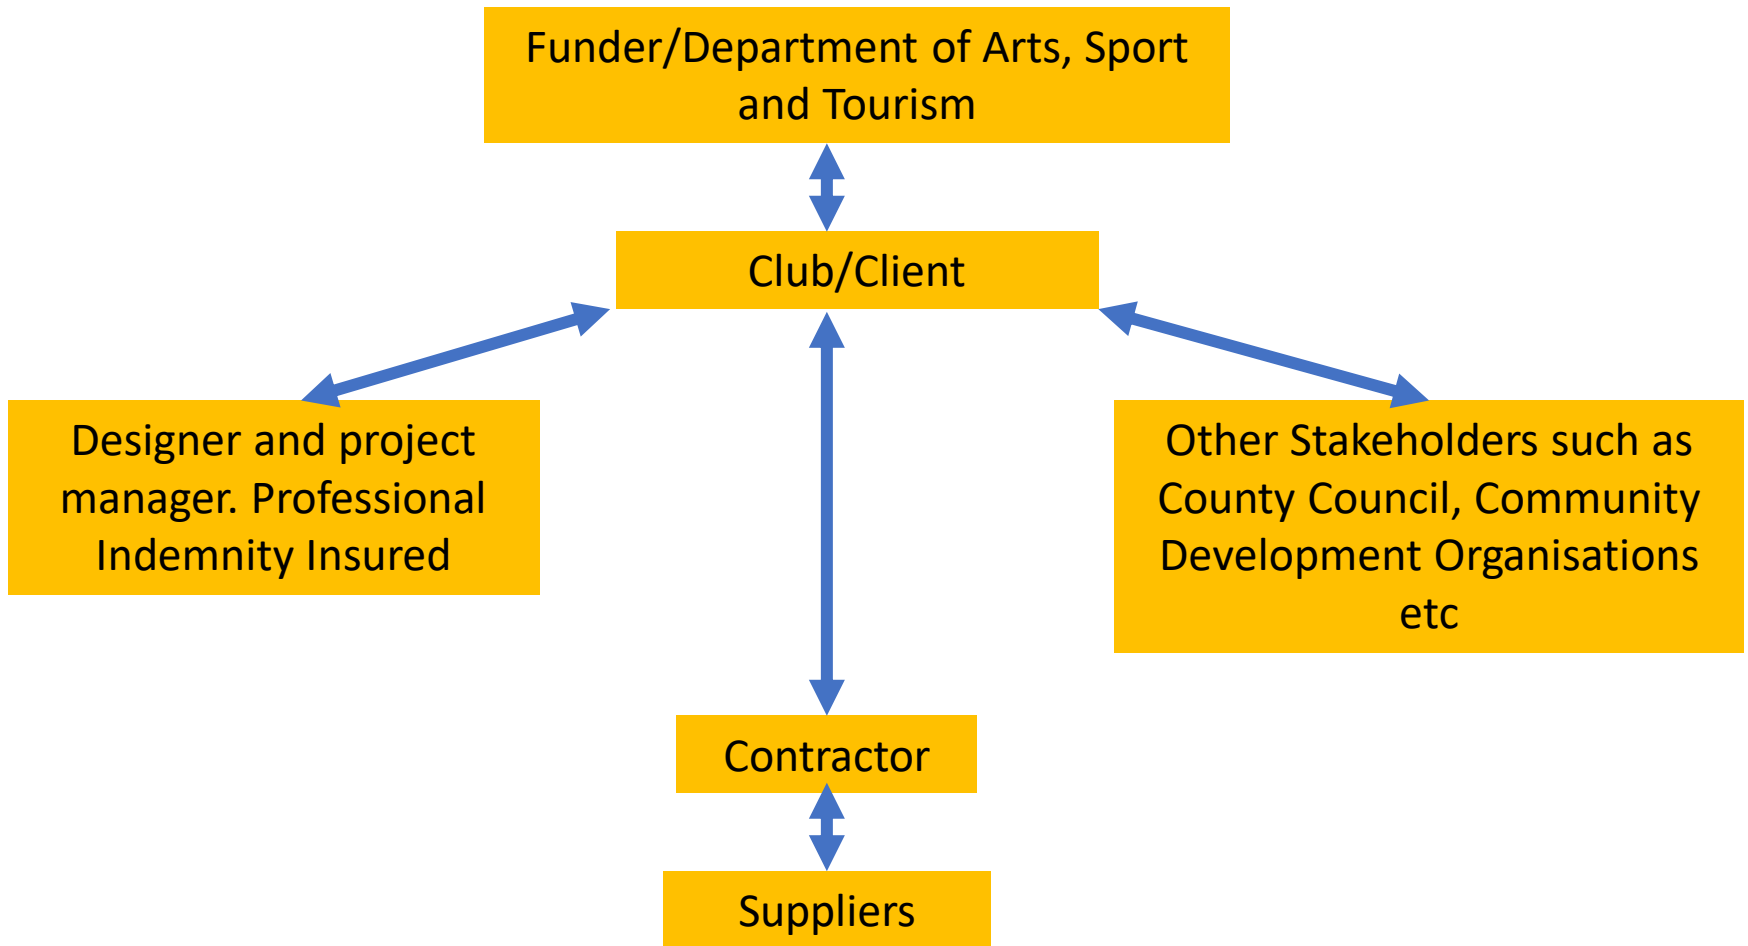 Funder/Department of Arts, Sport
and Tourism
Club/Client
Designer and project
manager. Professional
Indemnity Insured
Other Stakeholders such as
County Council, Community
Development Organisations
etc
Contractor
Suppliers